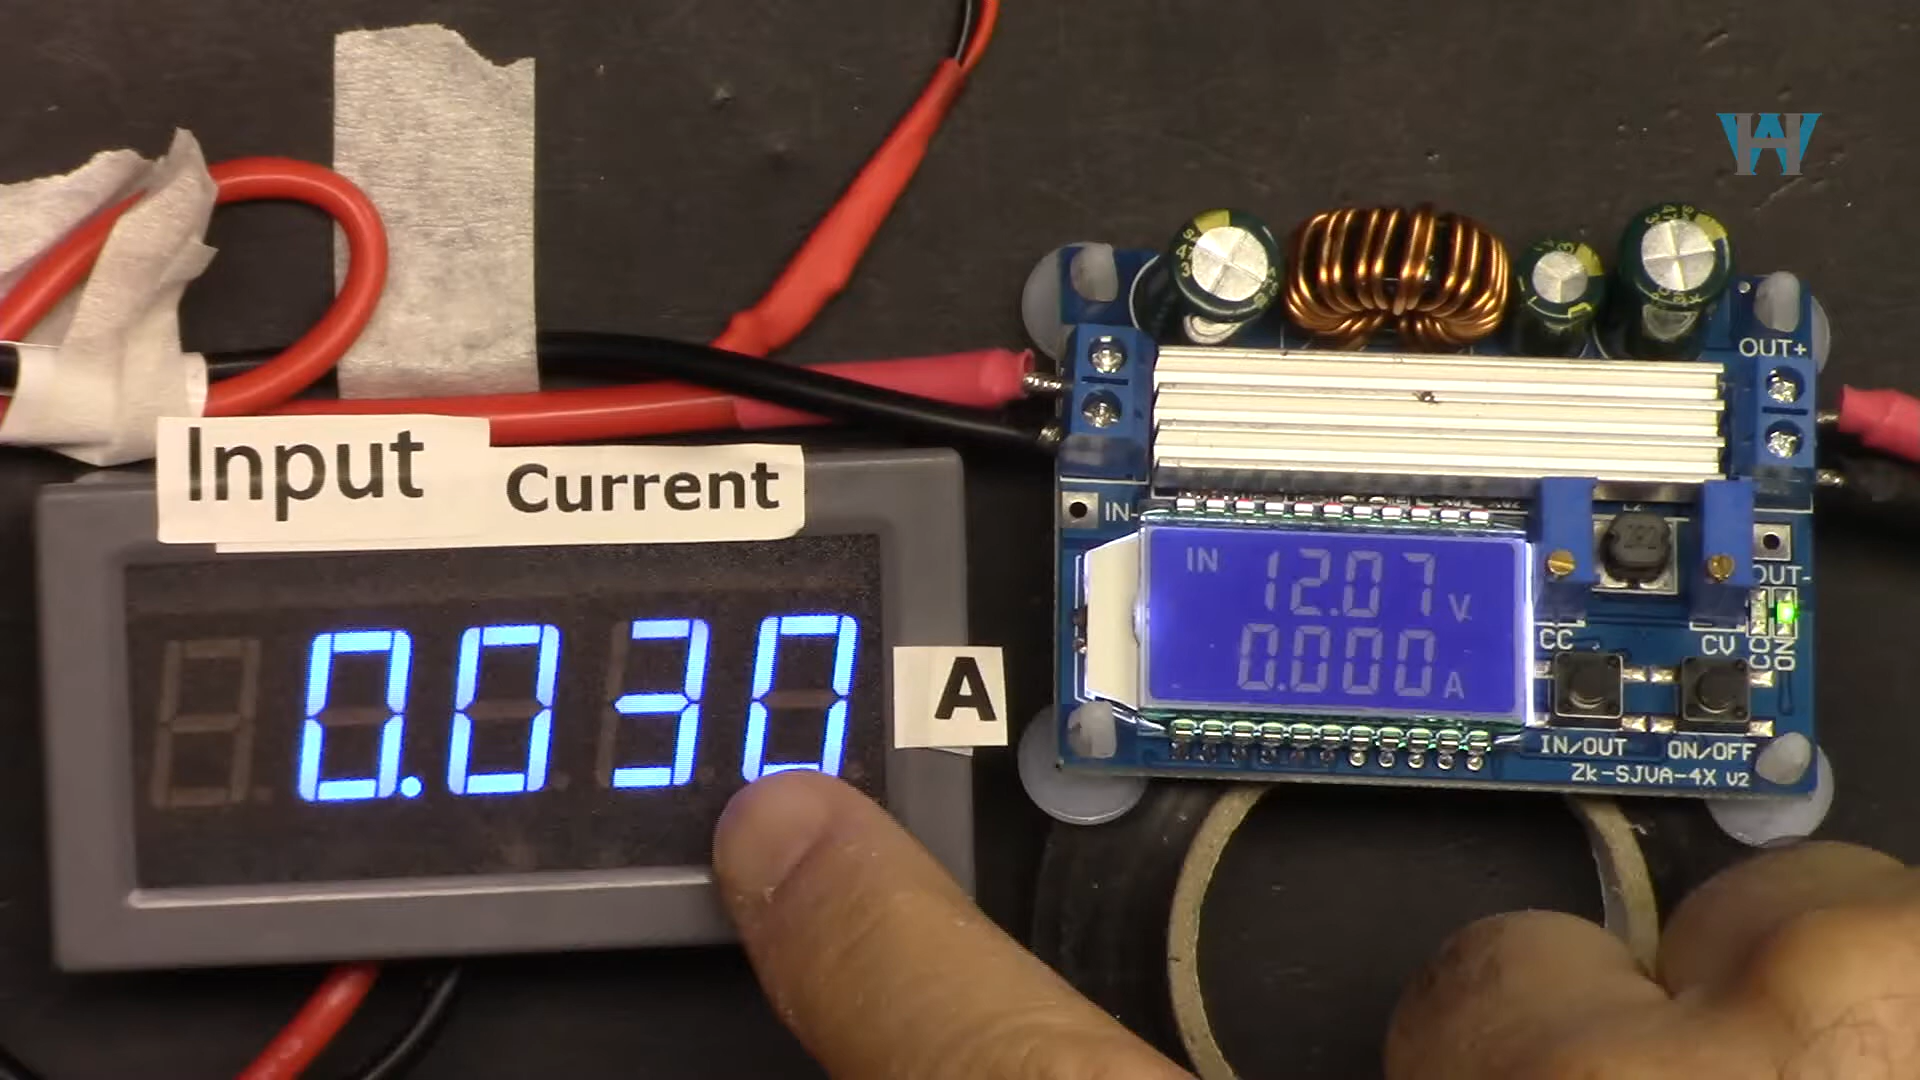 Input Current
0.030
A
OUT+
IN-
IN 12.07 V
0.000 A
OUT-
CC
CV
CC
ON
IN/OUT
ON/OFF
Zk-SJVA-4X V2